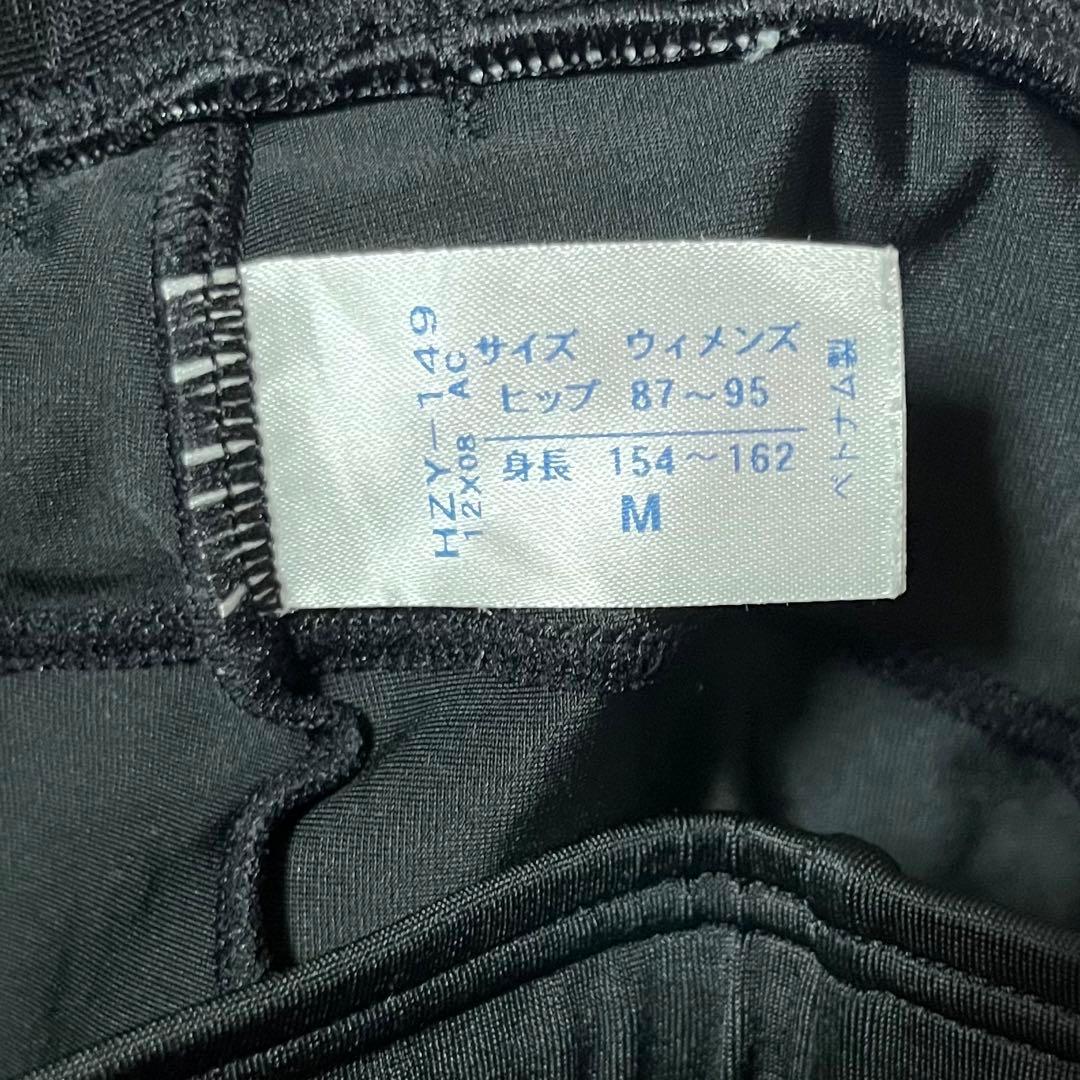 サイズ ウィメンズ
ヒップ 87～95
身長 154～162
M
HZY-149
12X08 AC
ベトナム製